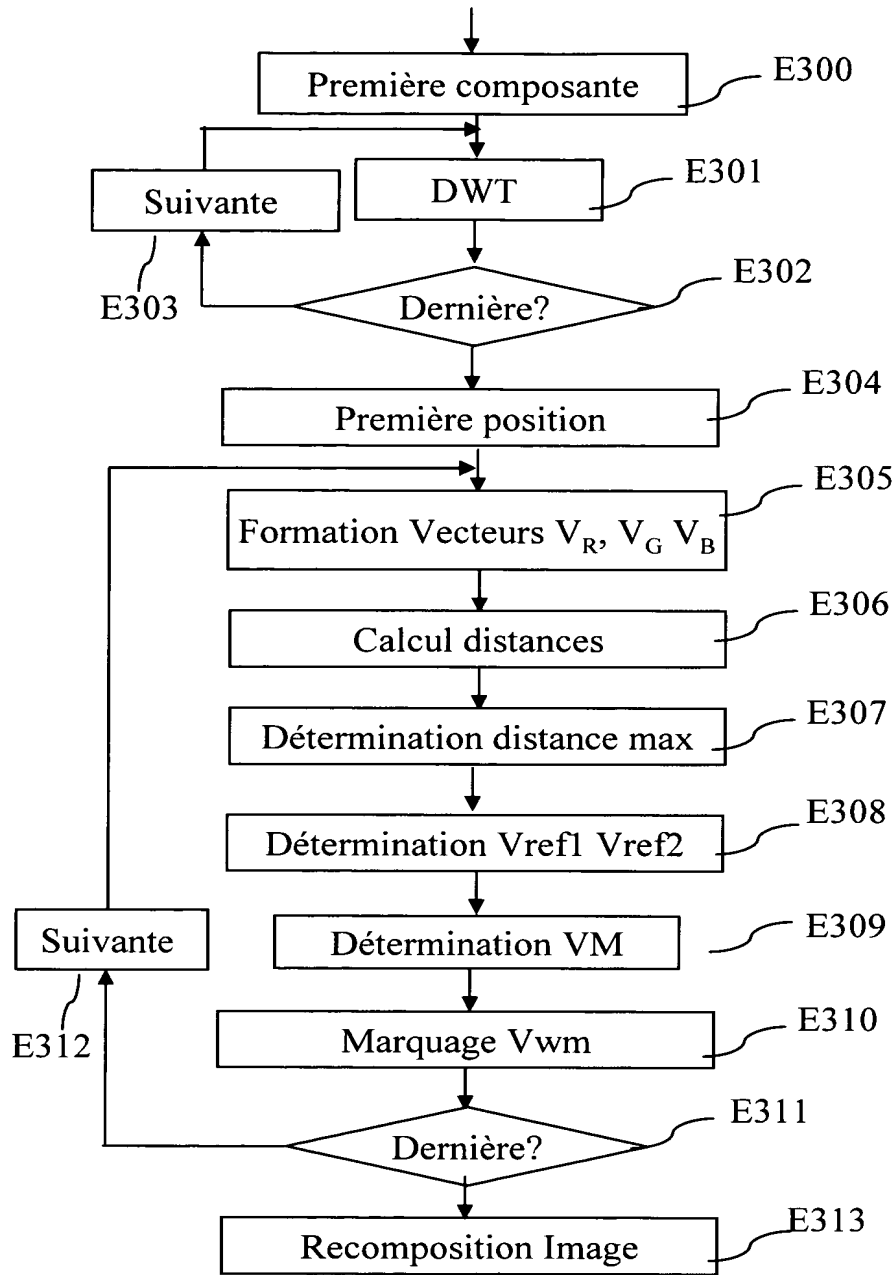 Première composante
E300
DWT
E301
Suivante
E303
Dernière?
E302
Première position
E304
Formation Vecteurs V_R, V_G V_B
E305
Calcul distances
E306
Détermination distance max
E307
Détermination Vref1 Vref2
E308
Suivante
E312
Détermination VM
E309
Marquage Vwm
E310
Dernière?
E311
Recomposition Image
E313